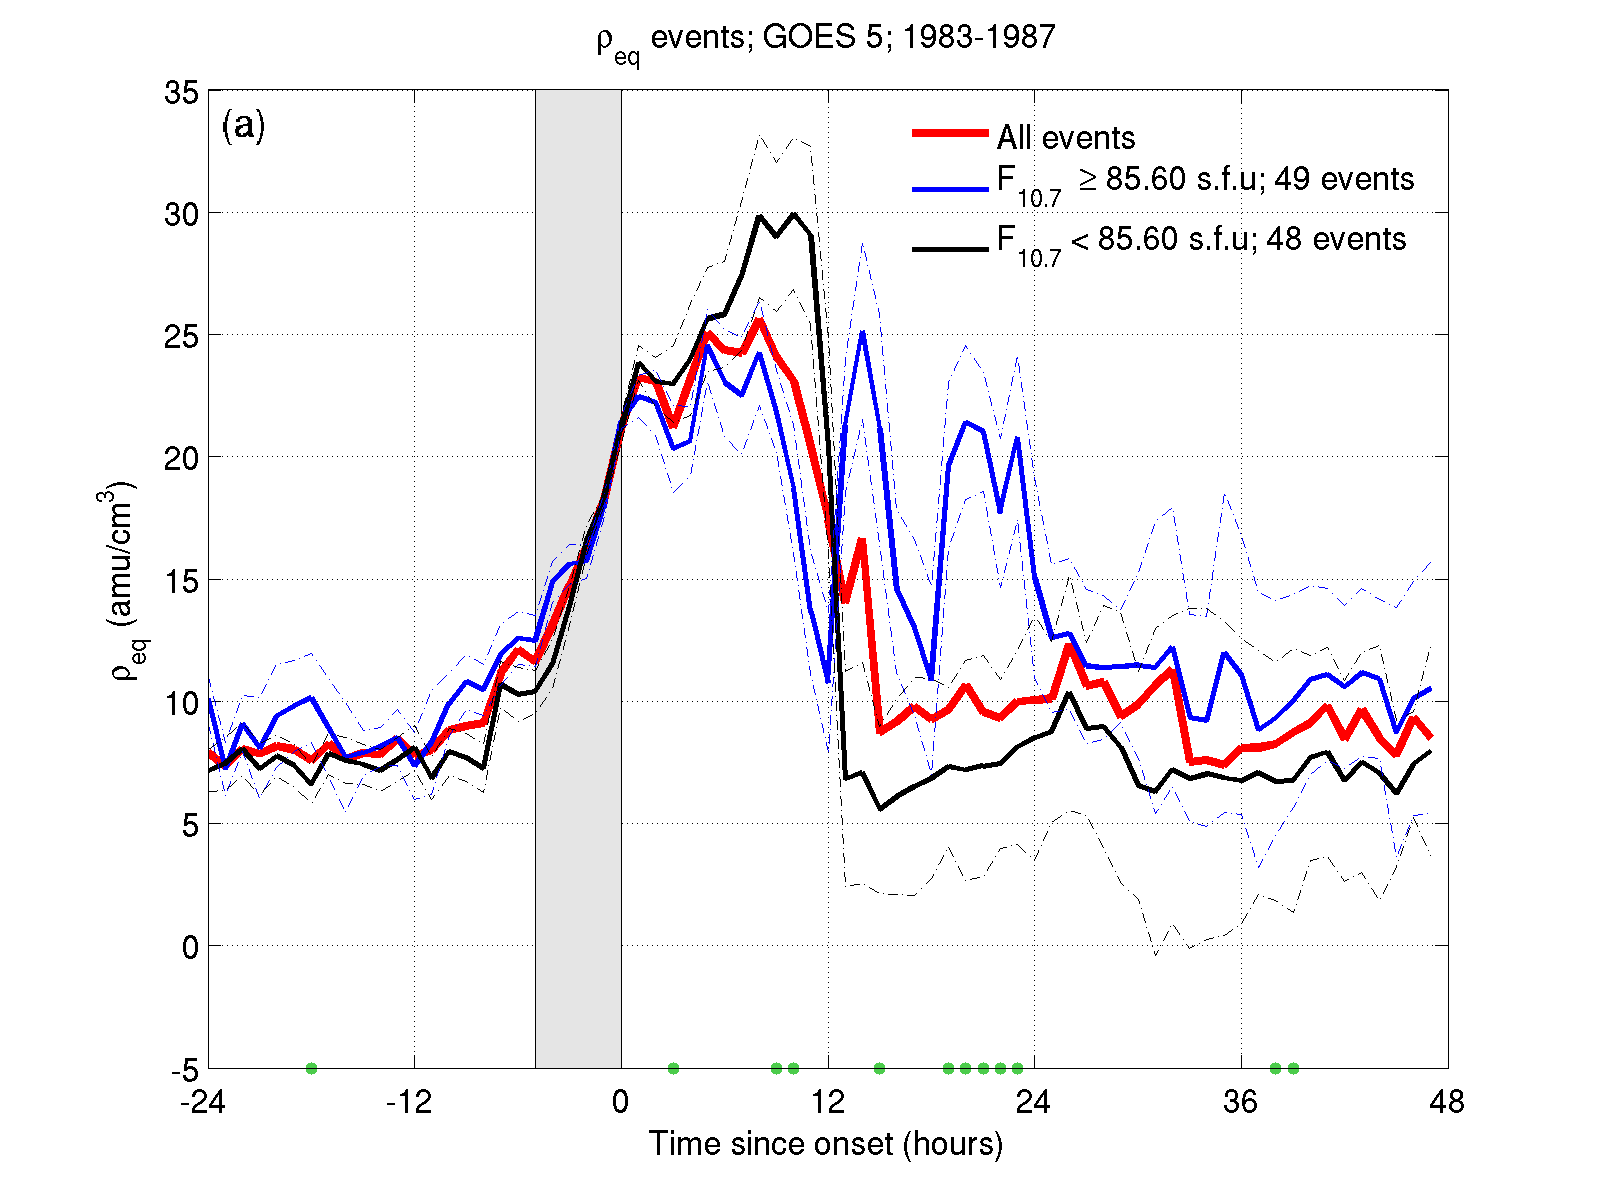 ρeq events; GOES 5; 1983-1987
(a)
All events
F10.7 ≥ 85.60 s.f.u; 49 events
F10.7 < 85.60 s.f.u; 48 events
ρeq (amu/cm3)
35
30
25
20
15
10
5
0
-5
-24 -12 0 12 24 36 48
Time since onset (hours)